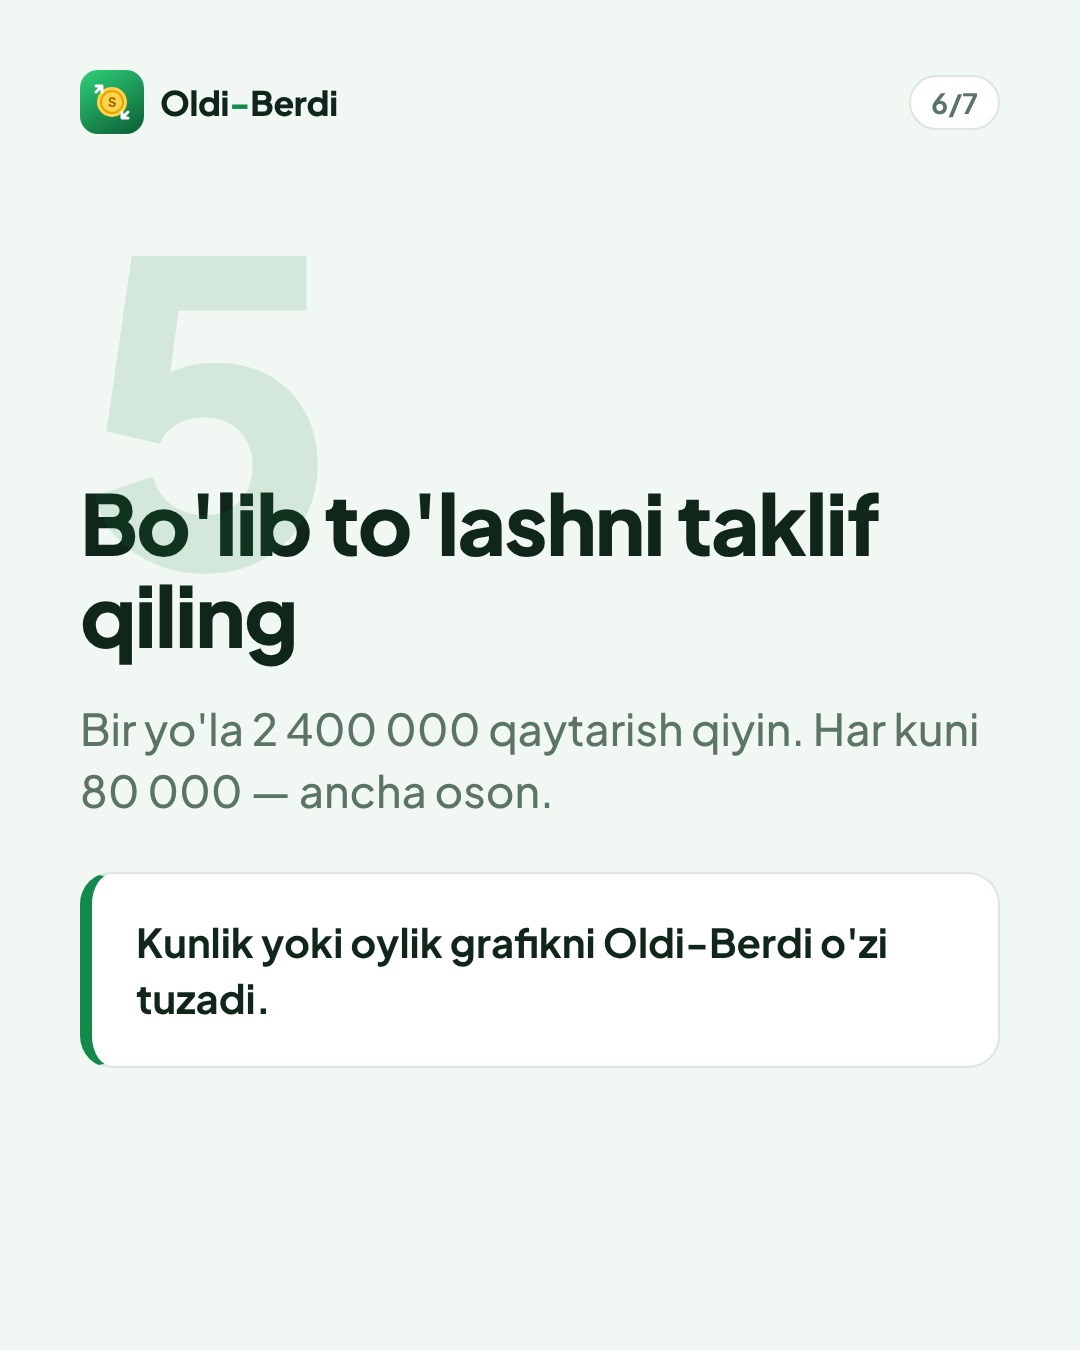 Oldi-Berdi
6/7
5
Bo'lib to'lashni taklif
qiling
Bir yo'la 2 400 000 qaytarish qiyin. Har kuni
80 000 — ancha oson.
Kunlik yoki oylik grafikni Oldi-Berdi o'zi
tuzadi.